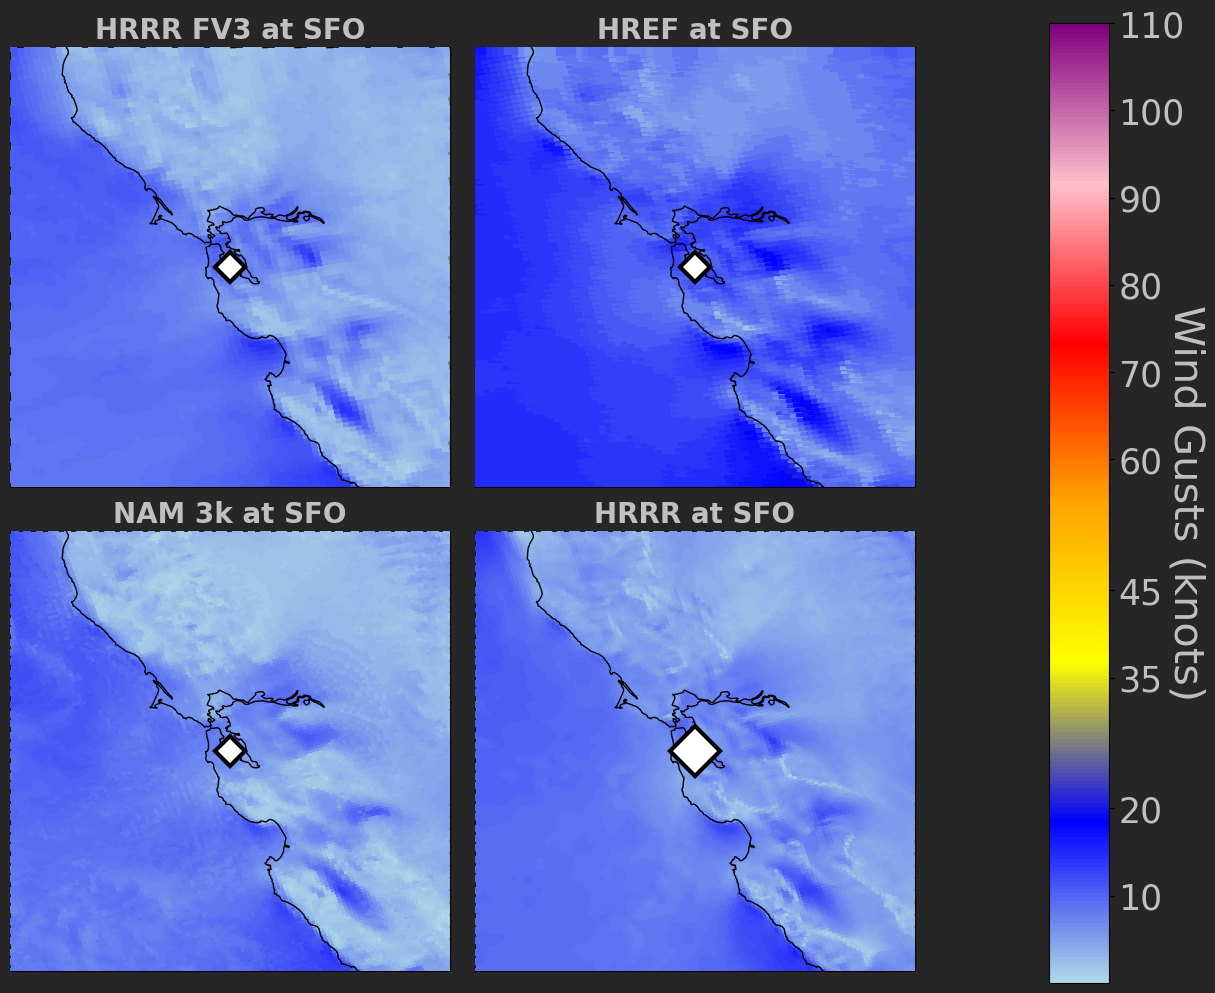 HRRR FV3 at SFO
HREF at SFO
NAM 3k at SFO
HRRR at SFO
110
100
90
80
70
60
45
35
20
10
Wind Gusts (knots)